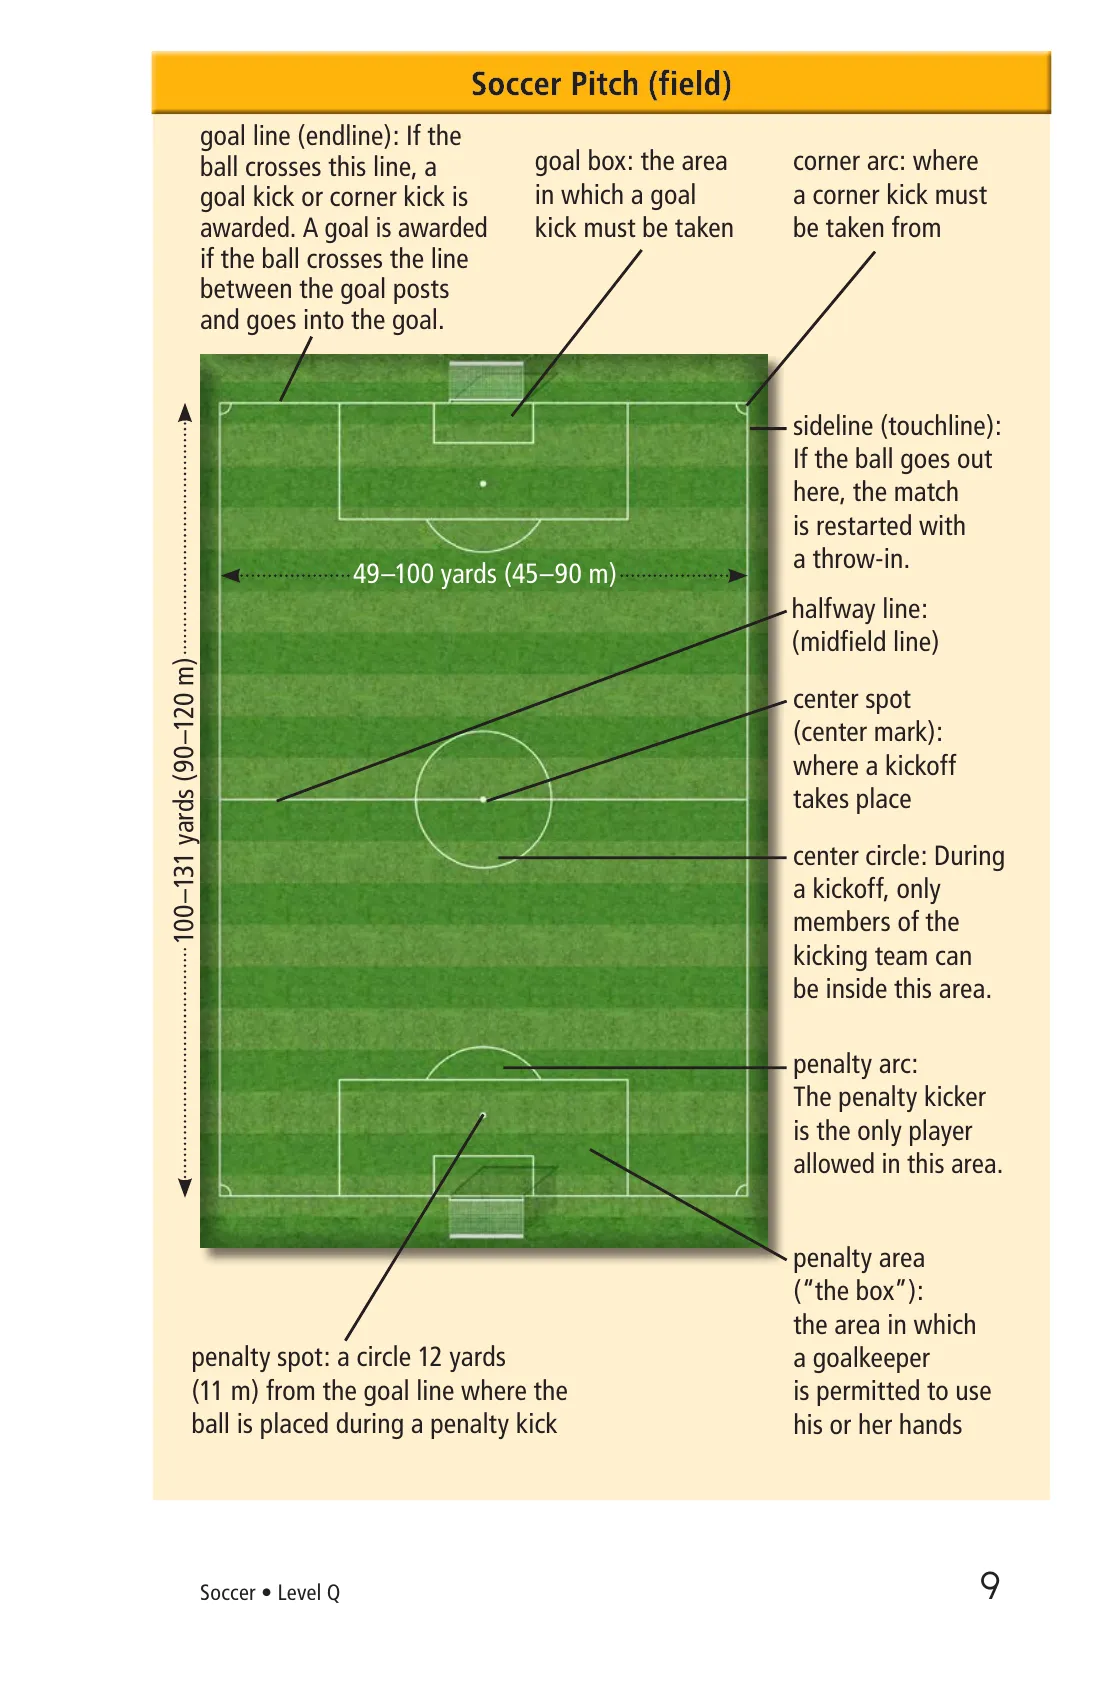 Soccer Pitch (field)
goal line (endline): If the
ball crosses this line, a
goal kick or corner kick is
awarded. A goal is awarded
if the ball crosses the line
between the goal posts
and goes into the goal.
goal box: the area
in which a goal
kick must be taken
corner arc: where
a corner kick must
be taken from
sideline (touchline):
If the ball goes out
here, the match
is restarted with
a throw-in.
49–100 yards (45–90 m)
halfway line:
(midfield line)
100–131 yards (90–120 m)
center spot
(center mark):
where a kickoff
takes place
center circle: During
a kickoff, only
members of the
kicking team can
be inside this area.
penalty arc:
The penalty kicker
is the only player
allowed in this area.
penalty area
(“the box”):
the area in which
a goalkeeper
is permitted to use
his or her hands
penalty spot: a circle 12 yards
(11 m) from the goal line where the
ball is placed during a penalty kick
Soccer • Level Q
9